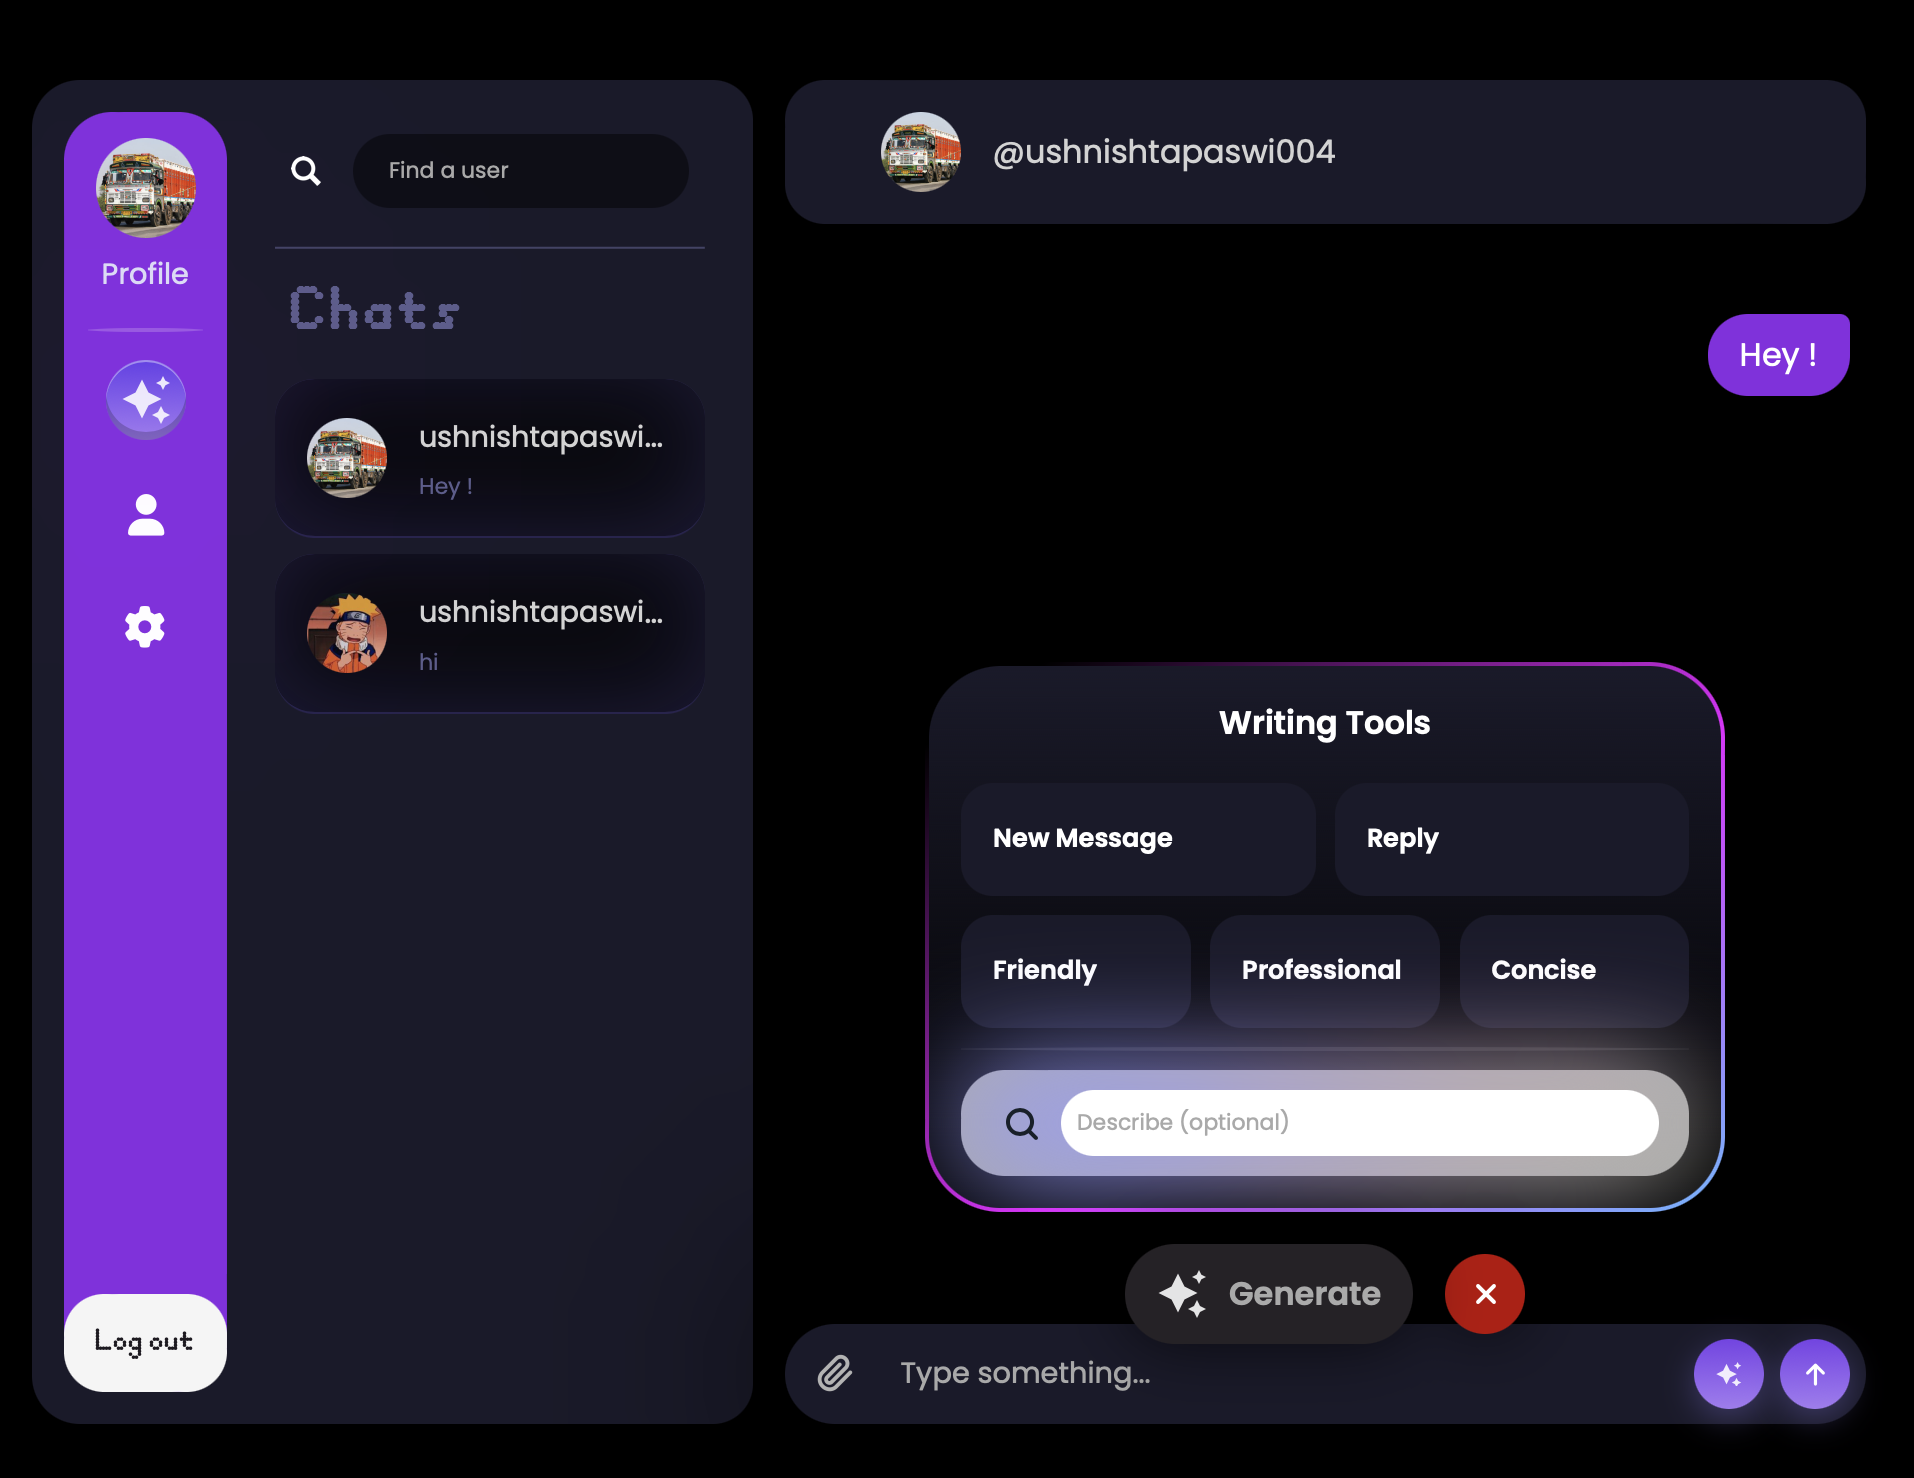 Profile
Log out
Find a user
Chats
ushnishtapaswi...
Hey !
ushnishtapaswi...
hi
@ushnishtapaswi004
Hey !
Writing Tools
New Message
Reply
Friendly
Professional
Concise
Describe (optional)
Generate
Type something...